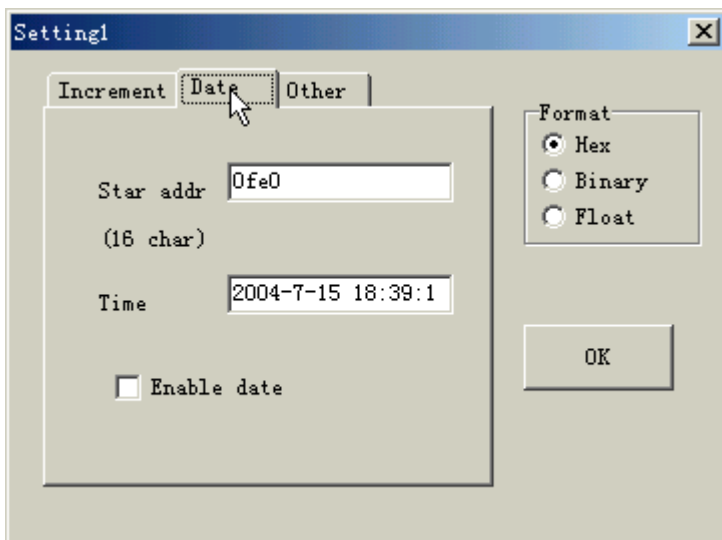 Setting1
Increment Date Other
Format
Hex
Binary
Float
Star addr 0fe0
(16 char)
Time 2004-7-15 18:39:1
Enable date
OK